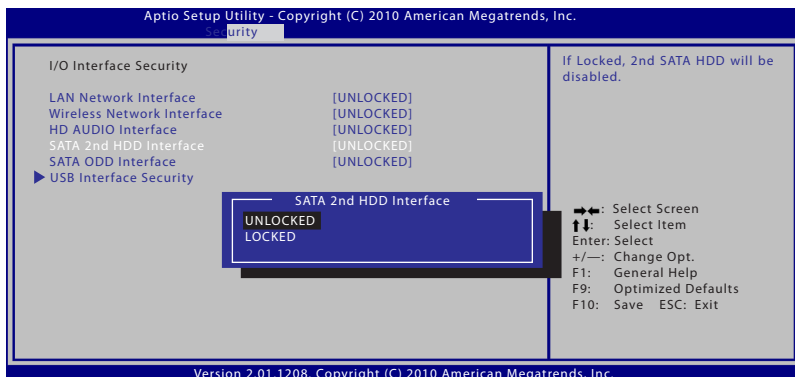 Aptio Setup Utility - Copyright (C) 2010 American Megatrends, Inc.
Security
I/O Interface Security
LAN Network Interface [UNLOCKED]
Wireless Network Interface [UNLOCKED]
HD AUDIO Interface [UNLOCKED]
SATA 2nd HDD Interface [UNLOCKED]
SATA ODD Interface [UNLOCKED]
USB Interface Security
SATA 2nd HDD Interface
UNLOCKED
LOCKED
If Locked, 2nd SATA HDD will be
disabled.
→←: Select Screen
↑↓: Select Item
Enter: Select
+/—: Change Opt.
F1: General Help
F9: Optimized Defaults
F10: Save ESC: Exit
Version 2.01.1208. Copyright (C) 2010 American Megatrends, Inc.